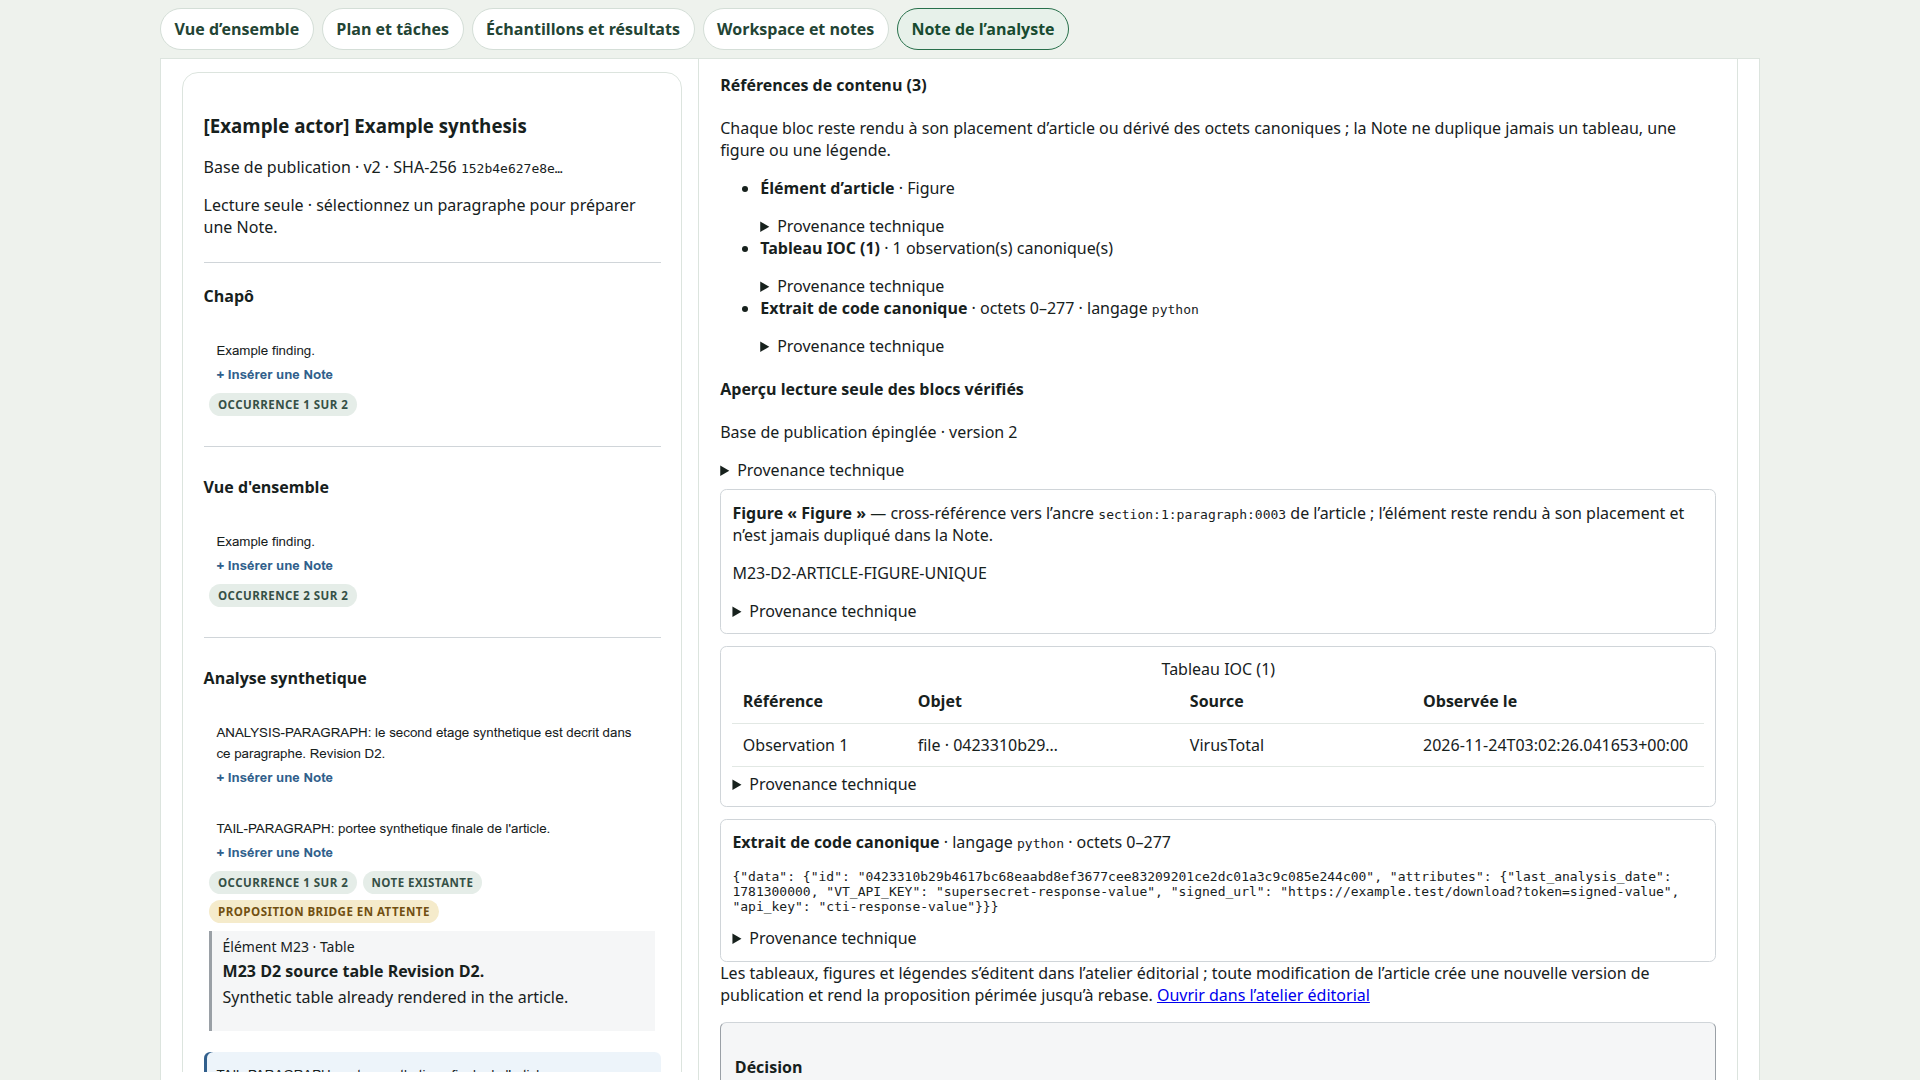 Vue d’ensemble
Plan et tâches
Échantillons et résultats
Workspace et notes
Note de l’analyste
[Example actor] Example synthesis
Base de publication · v2 · SHA-256 152b4e627e8e…
Lecture seule · sélectionnez un paragraphe pour préparer
une Note.
Chapô
Example finding.
+ Insérer une Note
OCCURRENCE 1 SUR 2
Vue d'ensemble
Example finding.
+ Insérer une Note
OCCURRENCE 2 SUR 2
Analyse synthetique
ANALYSIS-PARAGRAPH: le second etage synthetique est decrit dans
ce paragraphe. Revision D2.
+ Insérer une Note
TAIL-PARAGRAPH: portee synthetique finale de l'article.
+ Insérer une Note
OCCURRENCE 1 SUR 2
NOTE EXISTANTE
PROPOSITION BRIDGE EN ATTENTE
Élément M23 · Table
M23 D2 source table Revision D2.
Synthetic table already rendered in the article.
Références de contenu (3)
Chaque bloc reste rendu à son placement d’article ou dérivé des octets canoniques ; la Note ne duplique jamais un tableau, une
figure ou une légende.
• Élément d’article · Figure
▶ Provenance technique
• Tableau IOC (1) · 1 observation(s) canonique(s)
▶ Provenance technique
• Extrait de code canonique · octets 0–277 · langage python
▶ Provenance technique
Aperçu lecture seule des blocs vérifiés
Base de publication épinglée · version 2
▶ Provenance technique
Figure « Figure » — cross-référence vers l’ancre section:1:paragraph:0003 de l’article ; l’élément reste rendu à son placement et
n’est jamais dupliqué dans la Note.
M23-D2-ARTICLE-FIGURE-UNIQUE
▶ Provenance technique
Tableau IOC (1)
Référence Objet Source Observée le
Observation 1 file · 0423310b29… VirusTotal 2026-11-24T03:02:26.041653+00:00
▶ Provenance technique
Extrait de code canonique · langage python · octets 0–277
{"data": {"id": "0423310b29b4617bc68eaabd8ef3677cee83209201ce2dc01a3c9c085e244c00", "attributes": {"last_analysis_date":
1781300000, "VT_API_KEY": "supersecret-response-value", "signed_url": "https://example.test/download?token=signed-value",
"api_key": "cti-response-value"}}}
▶ Provenance technique
Les tableaux, figures et légendes s’éditent dans l’atelier éditorial ; toute modification de l’article crée une nouvelle version de
publication et rend la proposition périmée jusqu’à rebase. Ouvrir dans l’atelier éditorial
Décision